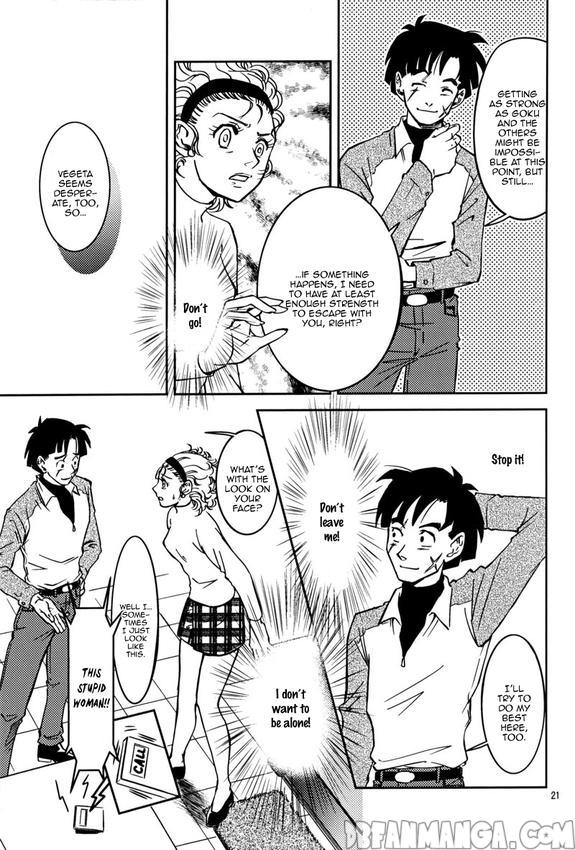 GETTING
AS STRONG
AS GOKU
AND THE
OTHERS
MIGHT BE
IMPOSSI-
BLE AT
THIS
POINT, BUT
STILL...
...IF SOMETHING
HAPPENS, I NEED
TO HAVE AT LEAST
ENOUGH STRENGTH
TO ESCAPE WITH
YOU, RIGHT?
Don't
go!
VEGETA
SEEMS
DESPER-
ATE, TOO,
SO...
Stop it!
I'LL
TRY TO
DO MY
BEST
HERE,
TOO.
Don't
leave
me!
I don't
want to
be alone!
WHAT'S
WITH THE
LOOK ON
YOUR
FACE?
WELL I...
SOME-
TIMES
I JUST
LOOK
LIKE
THIS.
THIS
STUPID
WOMAN!!
CALL
21
DBFANMANGA.COM